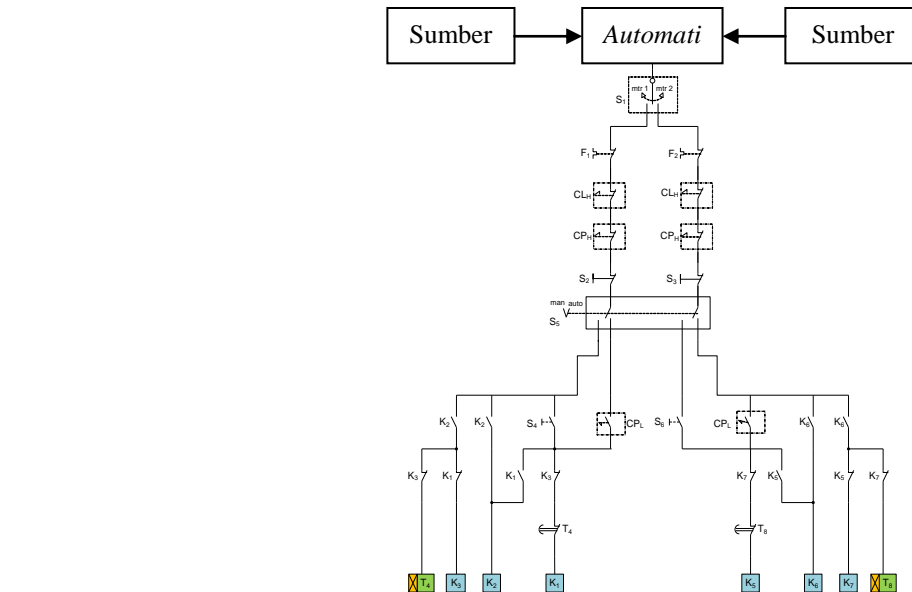 Sumber Automati Sumber
mtr 1 mtr 2
S1
F1 F2
CLH CLH
CPH CPH
S2 S3
man auto
S5
K2 K2 S4 CPL S6 CPL K6 K6
K3 K1 K1 K3 K7 K5 K5 K7
T4 T8
T4 K3 K2 K1 K5 K6 K7 T8